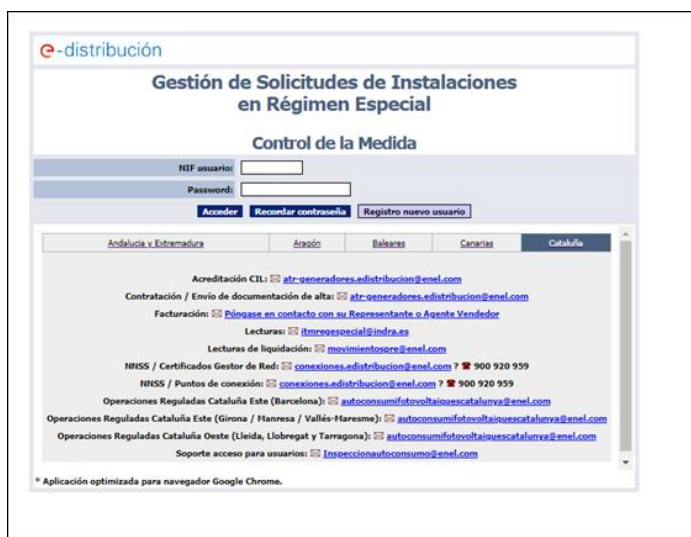 e-distribución
Gestión de Solicitudes de Instalaciones
en Régimen Especial
Control de la Medida
NIF usuario:
Password:
Acceder Recordar contraseña Registro nuevo usuario
Andalucia y Extremadura Aragón Baleares Canarias Cataluña
Acreditación CIL: atr-generadores.edistribucion@enel.com
Contratación / Envío de documentación de alta: atr-generadores.edistribucion@enel.com
Facturación: Póngase en contacto con su Representante o Agente Vendedor
Lecturas: itmregespecial@indra.es
Lecturas de liquidación: movimientospre@enel.com
NNSS / Certificados Gestor de Red: conexiones.edistribucion@enel.com ? ☎ 900 920 959
NNSS / Puntos de conexión: conexiones.edistribucion@enel.com ? ☎ 900 920 959
Operaciones Reguladas Cataluña Este (Barcelona): autoconsumifotovoltaiquescatalunya@enel.com
Operaciones Reguladas Cataluña Este (Girona / Manresa / Vallés-Maresme): autoconsumifotovoltaiquescatalunya@enel.com
Operaciones Reguladas Cataluña Oeste (Lleida, Llobregat y Tarragona): autoconsumifotovoltaiquescatalunya@enel.com
Soporte acceso para usuarios: Inspeccionautoconsumo@enel.com
* Aplicación optimizada para navegador Google Chrome.